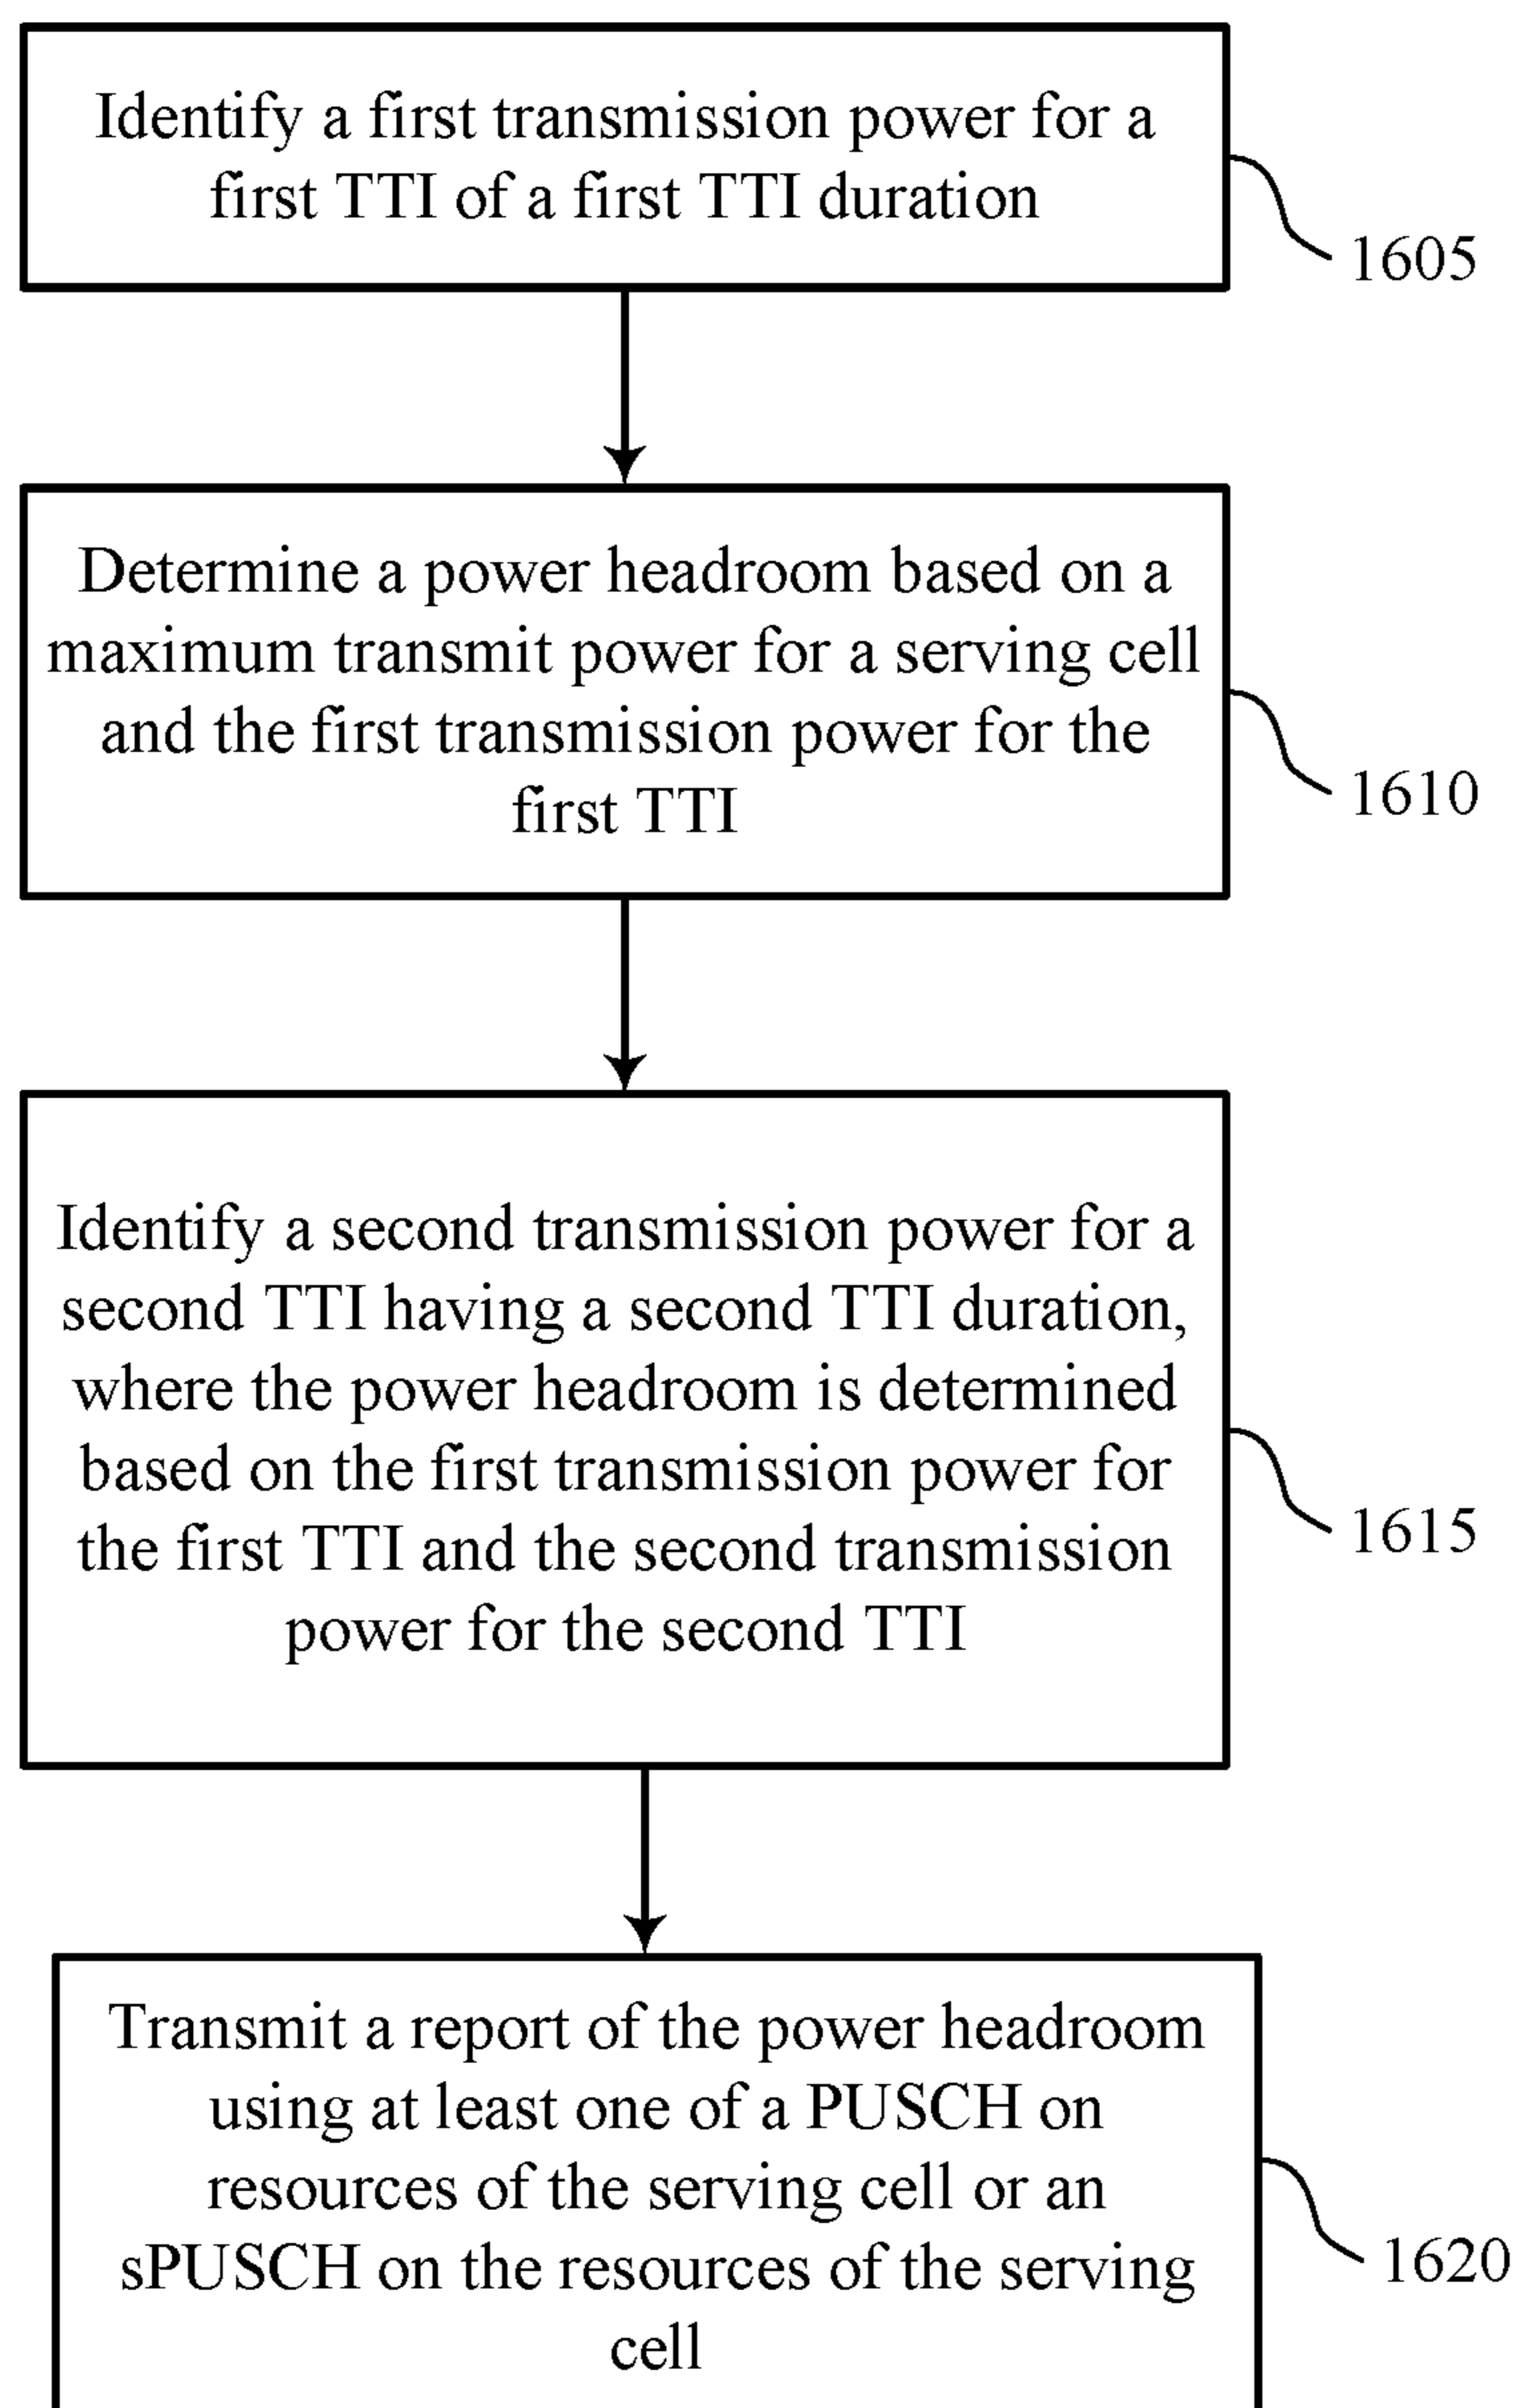 Identify a first transmission power for a
first TTI of a first TTI duration
1605
Determine a power headroom based on a
maximum transmit power for a serving cell
and the first transmission power for the
first TTI
1610
Identify a second transmission power for a
second TTI having a second TTI duration,
where the power headroom is determined
based on the first transmission power for
the first TTI and the second transmission
power for the second TTI
1615
Transmit a report of the power headroom
using at least one of a PUSCH on
resources of the serving cell or an
sPUSCH on the resources of the serving
cell
1620